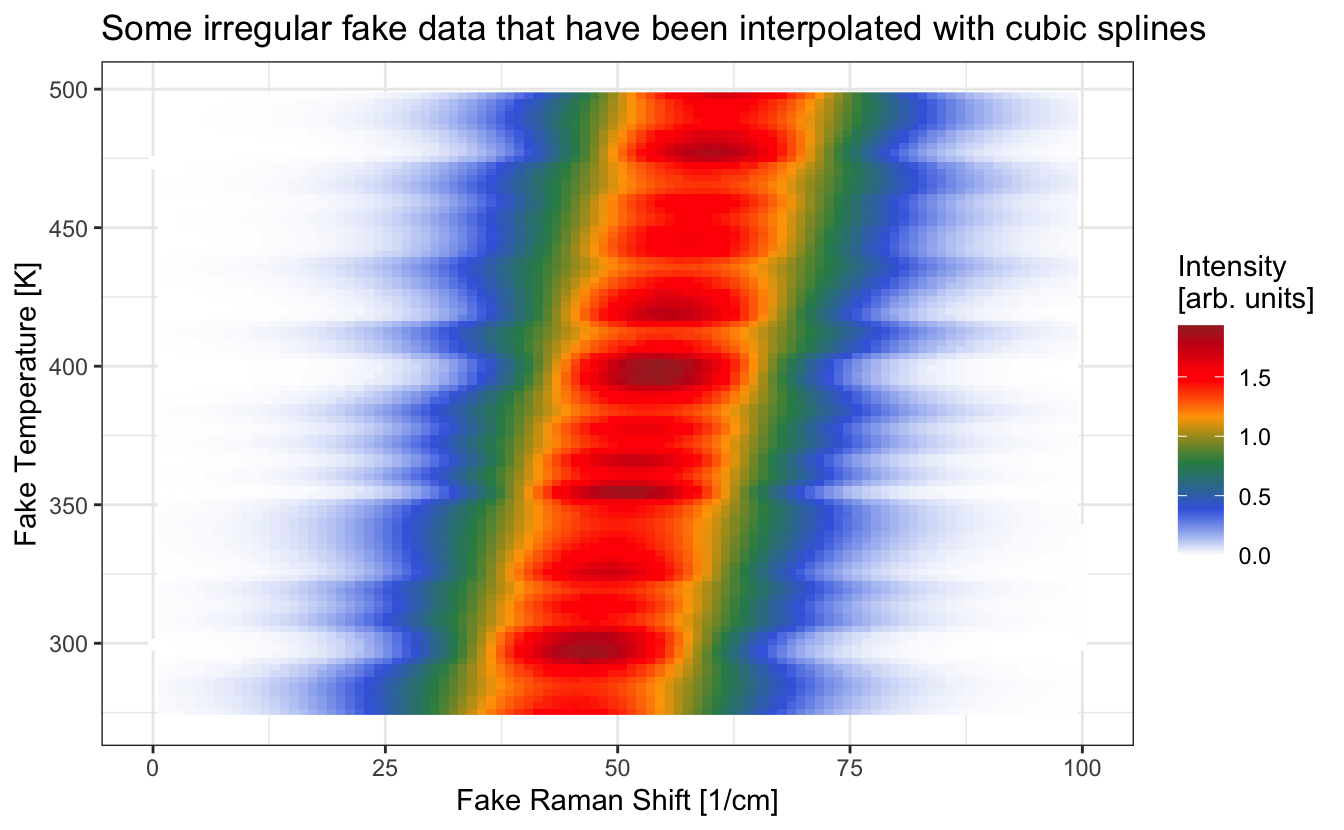 Some irregular fake data that have been interpolated with cubic splines
500
450
400
350
300
Fake Temperature [K]
0 25 50 75 100
Fake Raman Shift [1/cm]
Intensity
[arb. units]
1.5
1.0
0.5
0.0